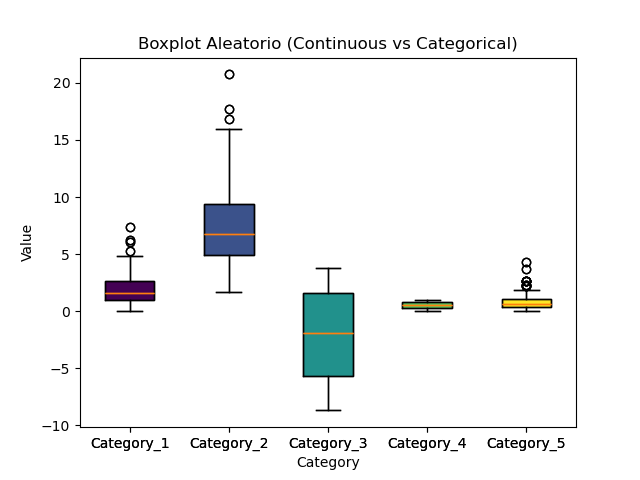 Boxplot Aleatorio (Continuous vs Categorical)
20
15
10
5
0
−5
−10
Value
Category_1 Category_2 Category_3 Category_4 Category_5
Category